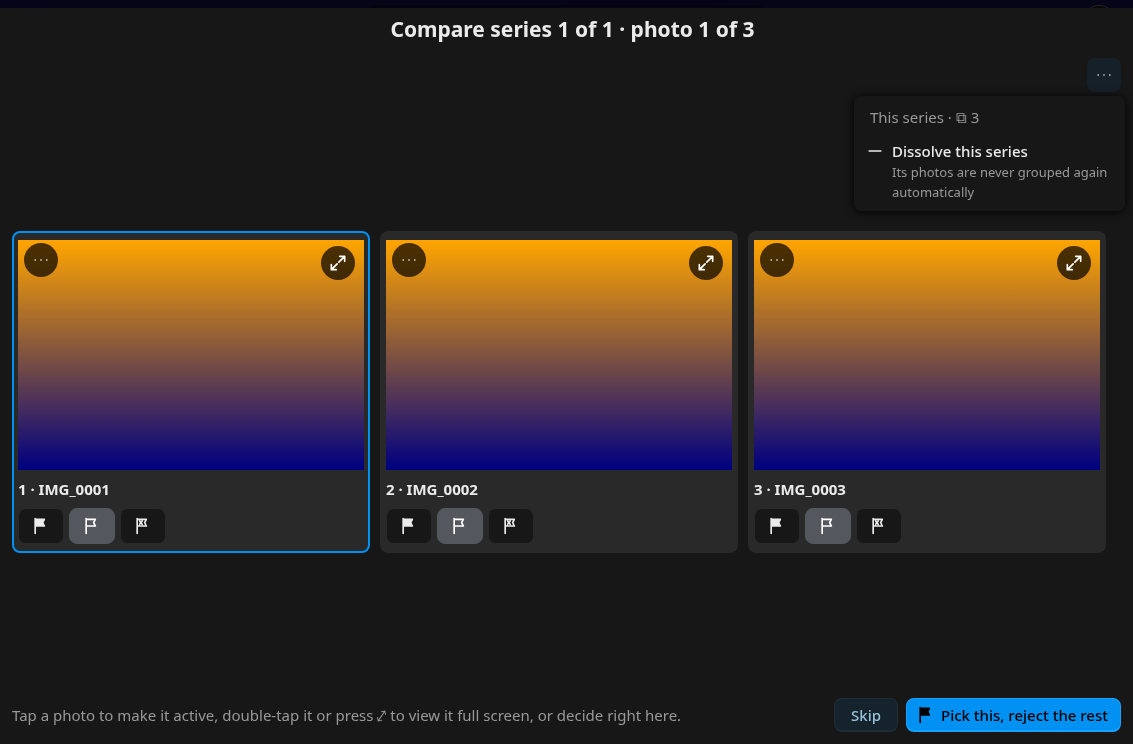 Compare series 1 of 1 · photo 1 of 3
···
This series · ⧉ 3
— Dissolve this series
Its photos are never grouped again
automatically
··· ··· ···
1 · IMG_0001 2 · IMG_0002 3 · IMG_0003
Tap a photo to make it active, double-tap it or press ⤢ to view it full screen, or decide right here. Skip Pick this, reject the rest